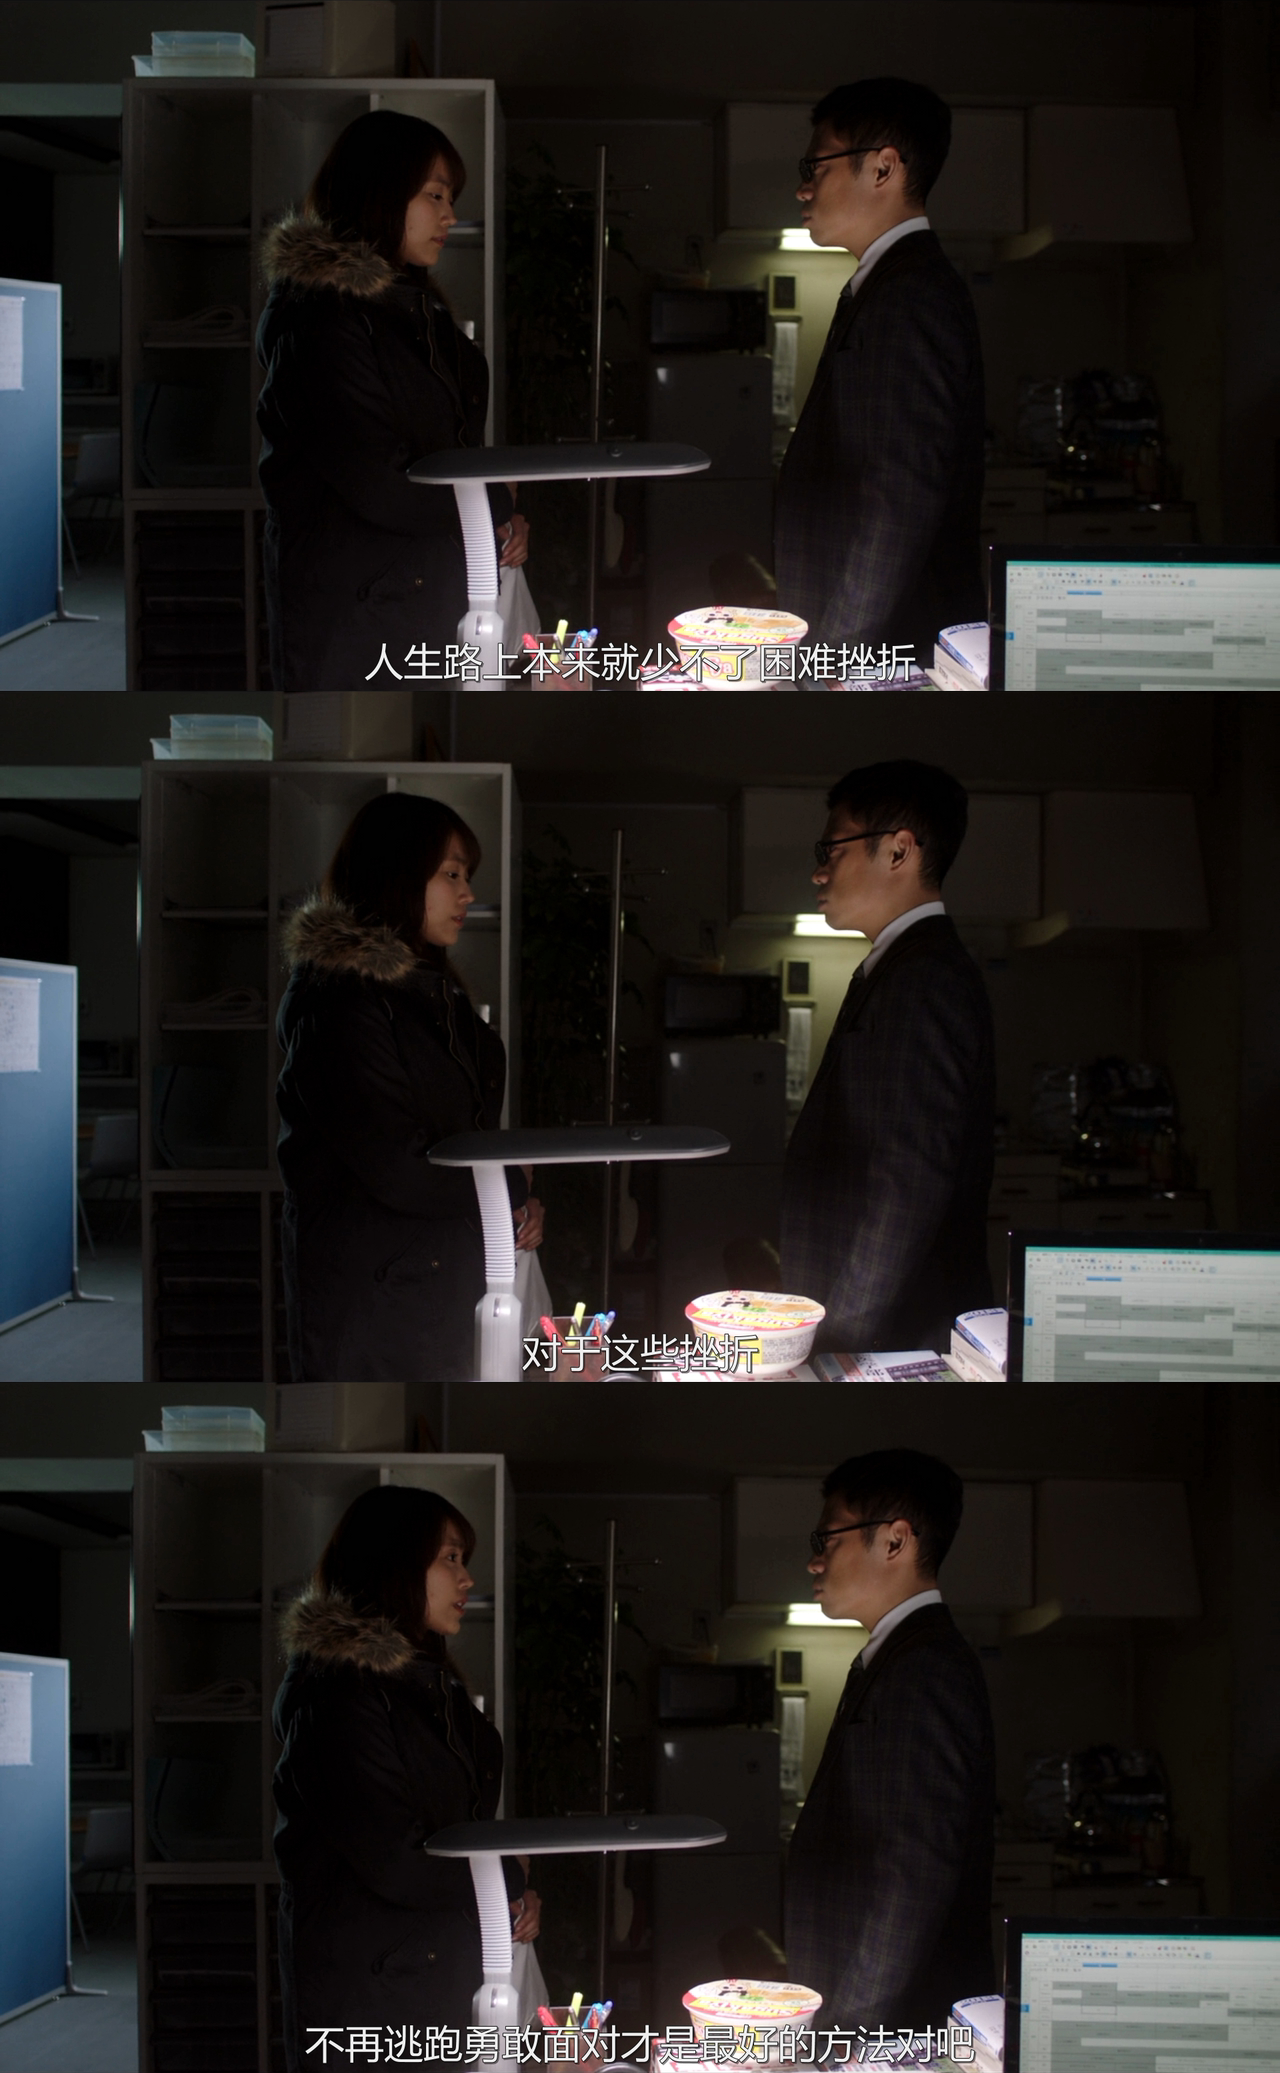 人生路上本来就少不了困难挫折
对于这些挫折
不再逃跑勇敢面对才是最好的方法对吧